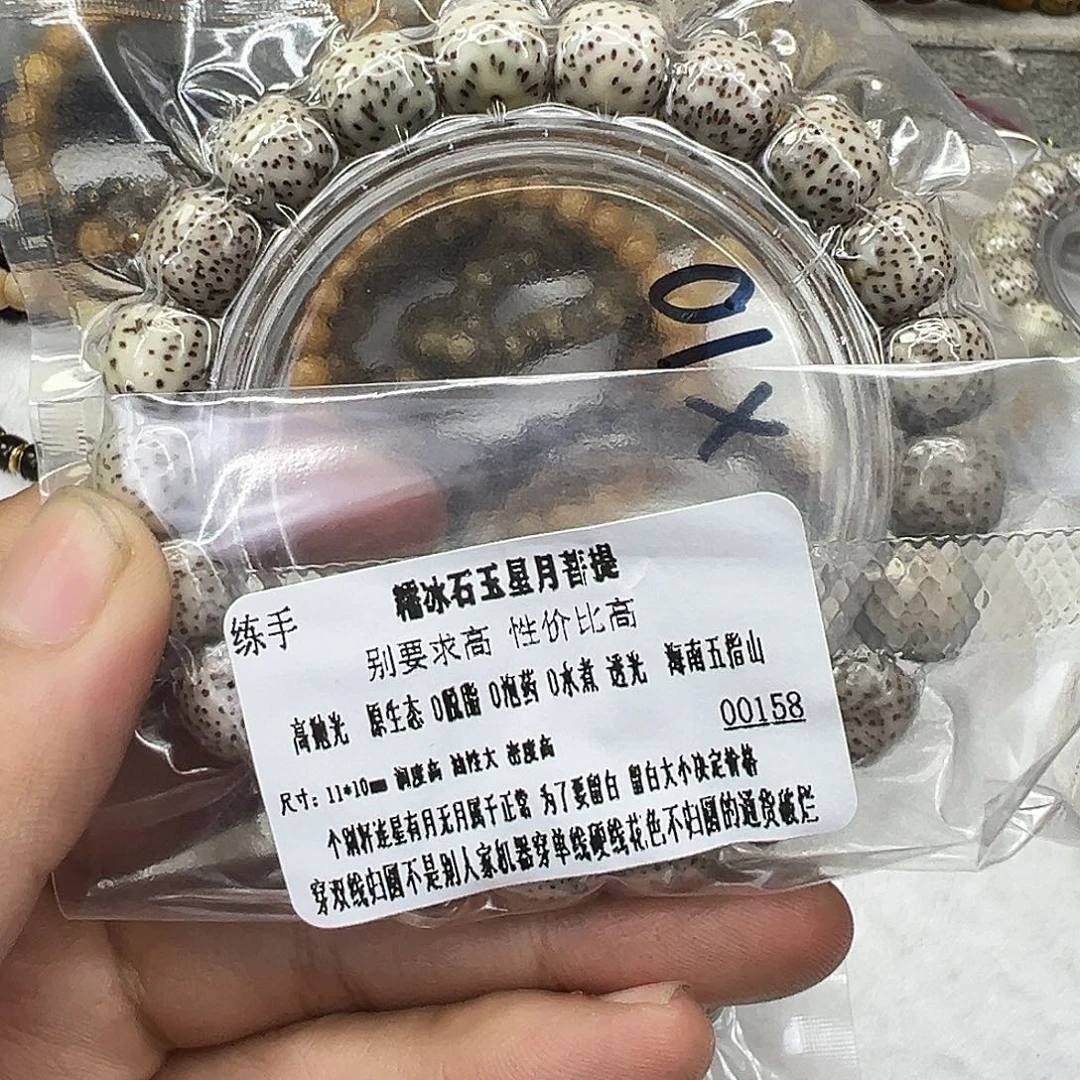 01X
糯冰石玉星月菩提
练手
别要求高 性价比高
高抛光 原生态 0脱脂 0泡药 0水煮 透光 海南五指山
00158
尺寸：11*10mm 润度高 油性大 密度高
个别籽连星有月无月属于正常 为了要留白 留白大小决定价格
穿双线归圆不是别人家机器穿单线硬线花色不归圆的通货破烂